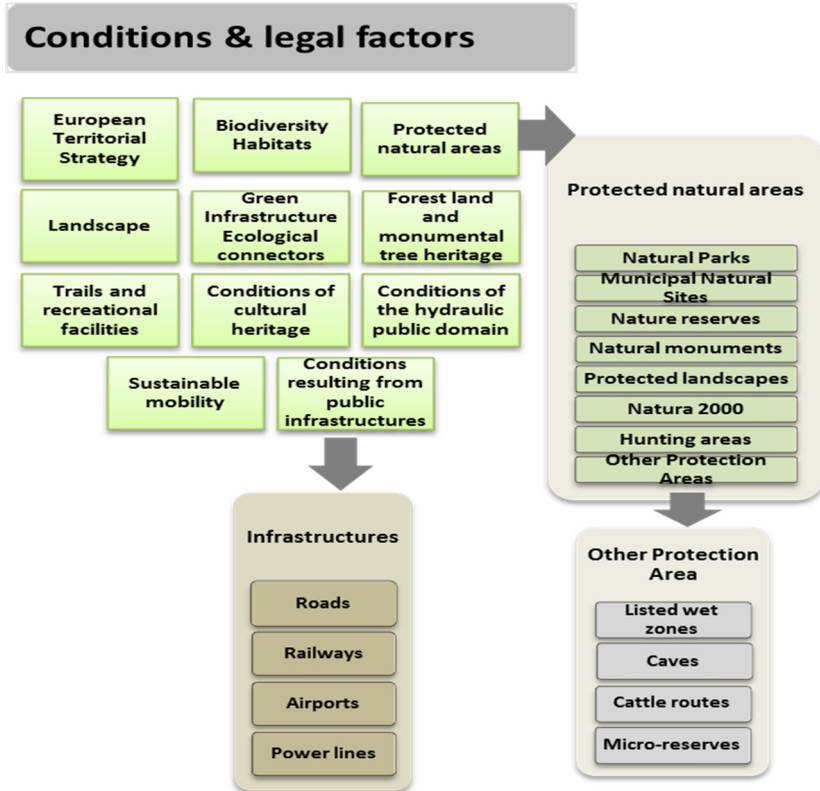 Conditions & legal factors
European
Territorial
Strategy
Biodiversity
Habitats
Protected
natural areas
Landscape
Green
Infrastructure
Ecological
connectors
Forest land
and
monumental
tree heritage
Trails and
recreational
facilities
Conditions of
cultural
heritage
Conditions of
the hydraulic
public domain
Sustainable
mobility
Conditions
resulting from
public
infrastructures
Protected natural areas
Natural Parks
Municipal Natural
Sites
Nature reserves
Natural monuments
Protected landscapes
Natura 2000
Hunting areas
Other Protection
Areas
Infrastructures
Roads
Railways
Airports
Power lines
Other Protection
Area
Listed wet
zones
Caves
Cattle routes
Micro-reserves